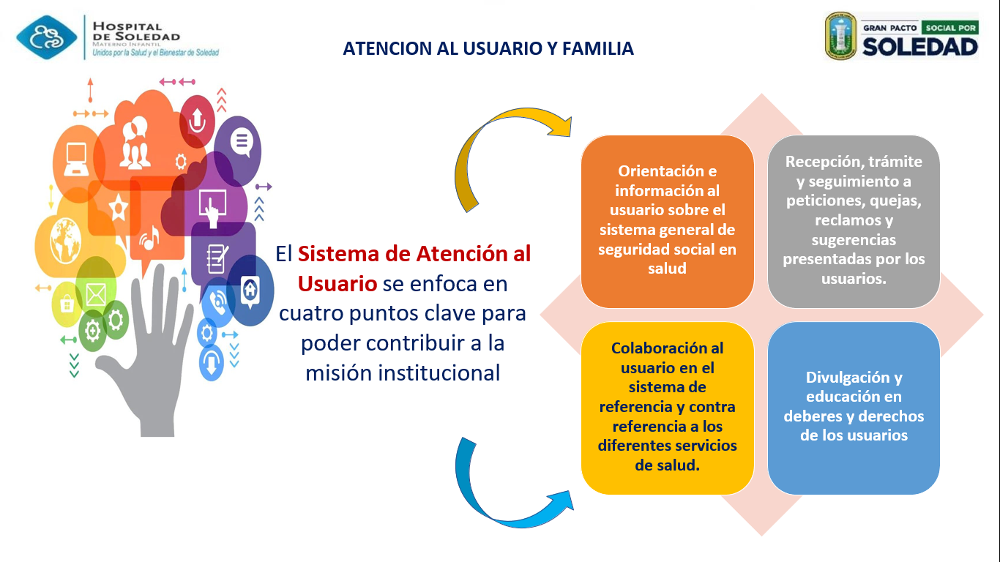 HOSPITAL
DE SOLEDAD
MATERNO INFANTIL
Unidos por la Salud y el Bienestar de Soledad
ATENCION AL USUARIO Y FAMILIA
GRAN PACTO SOCIAL POR
SOLEDAD
El Sistema de Atención al
Usuario se enfoca en
cuatro puntos clave para
poder contribuir a la
misión institucional
Orientación e
información al
usuario sobre el
sistema general de
seguridad social en
salud
Recepción, trámite
y seguimiento a
peticiones, quejas,
reclamos y
sugerencias
presentadas por los
usuarios.
Colaboración al
usuario en el
sistema de
referencia y contra
referencia a los
diferentes servicios
de salud.
Divulgación y
educación en
deberes y derechos
de los usuarios